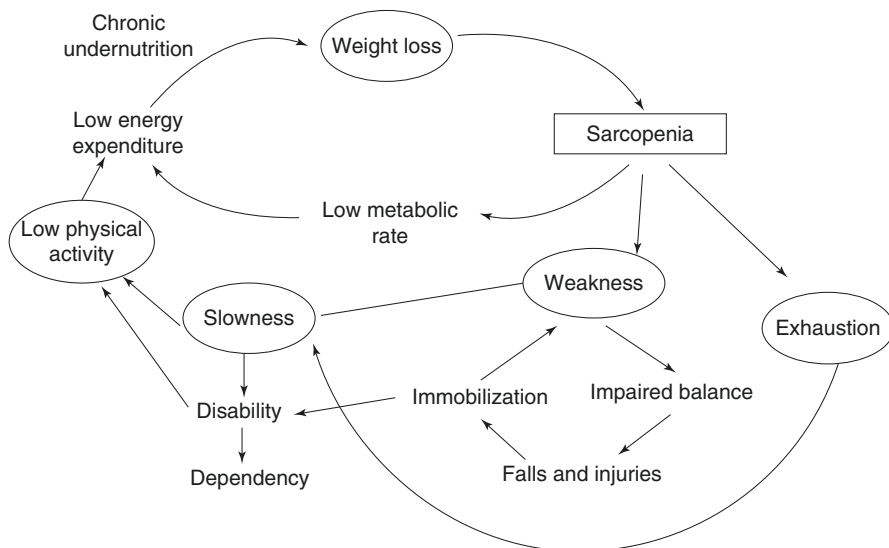 Chronic
undernutrition
Weight loss
Low energy
expenditure
Sarcopenia
Low metabolic
rate
Low physical
activity
Weakness
Slowness
Exhaustion
Immobilization
Impaired balance
Disability
Dependency
Falls and injuries